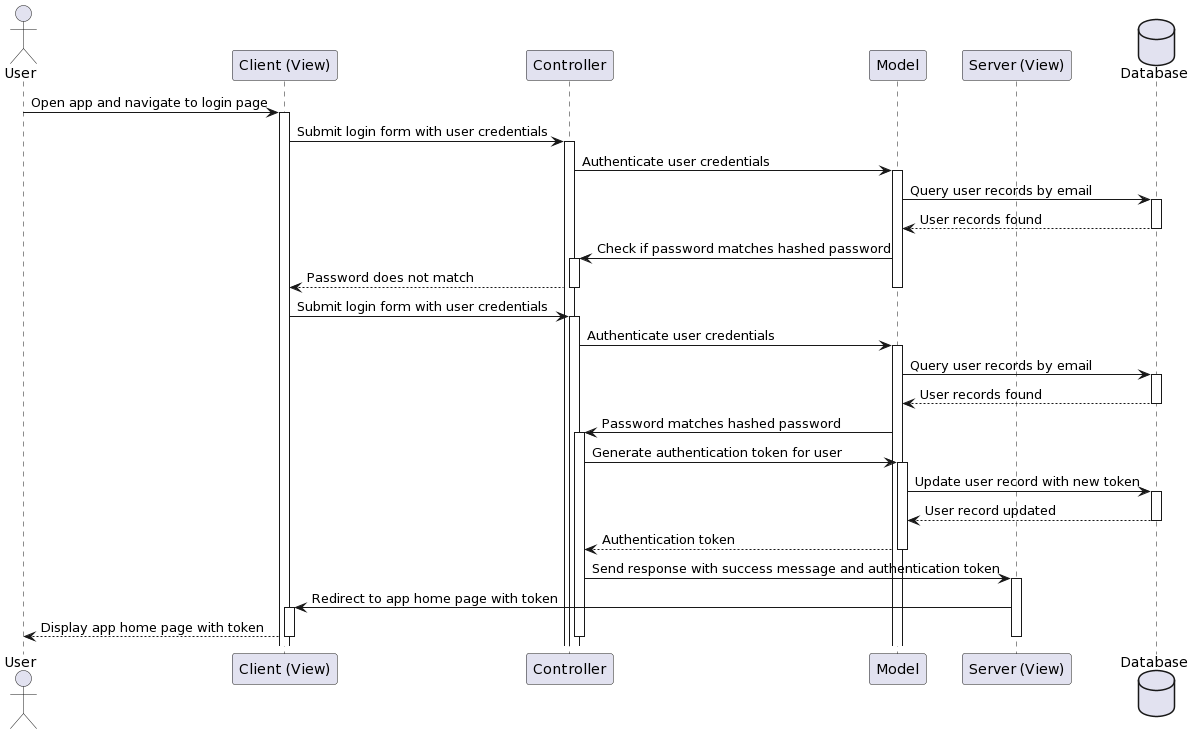 User
Client (View)
Controller
Model
Server (View)
Database
Open app and navigate to login page
Submit login form with user credentials
Authenticate user credentials
Query user records by email
User records found
Check if password matches hashed password
Password does not match
Submit login form with user credentials
Authenticate user credentials
Query user records by email
User records found
Password matches hashed password
Generate authentication token for user
Update user record with new token
User record updated
Authentication token
Send response with success message and authentication token
Redirect to app home page with token
Display app home page with token
User
Client (View)
Controller
Model
Server (View)
Database